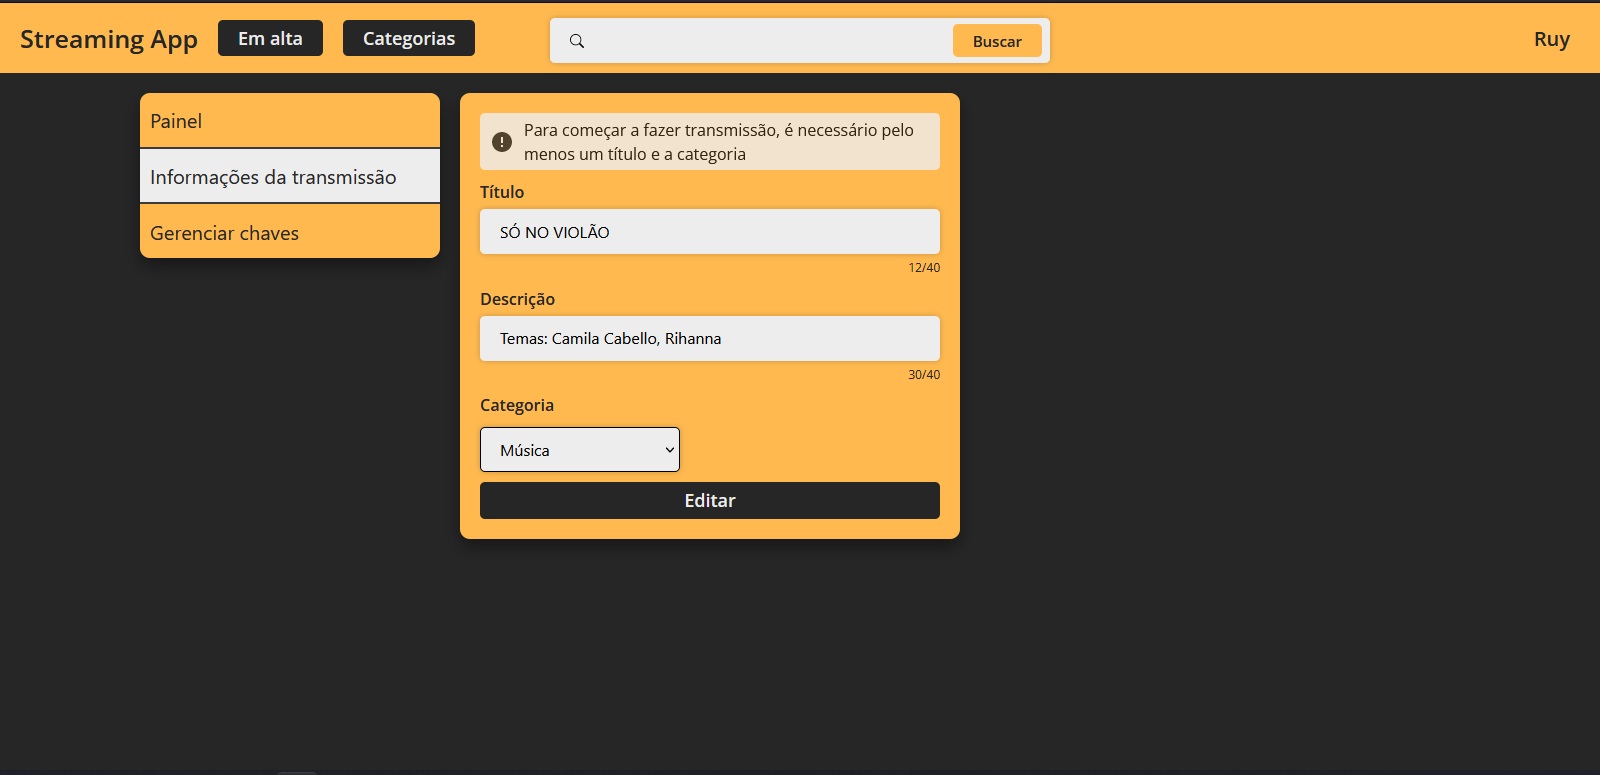 Streaming App Em alta Categorias Buscar Ruy
Painel
Informações da transmissão
Gerenciar chaves
Para começar a fazer transmissão, é necessário pelo
menos um título e a categoria
Título
SÓ NO VIOLÃO
12/40
Descrição
Temas: Camila Cabello, Rihanna
30/40
Categoria
Música
Editar